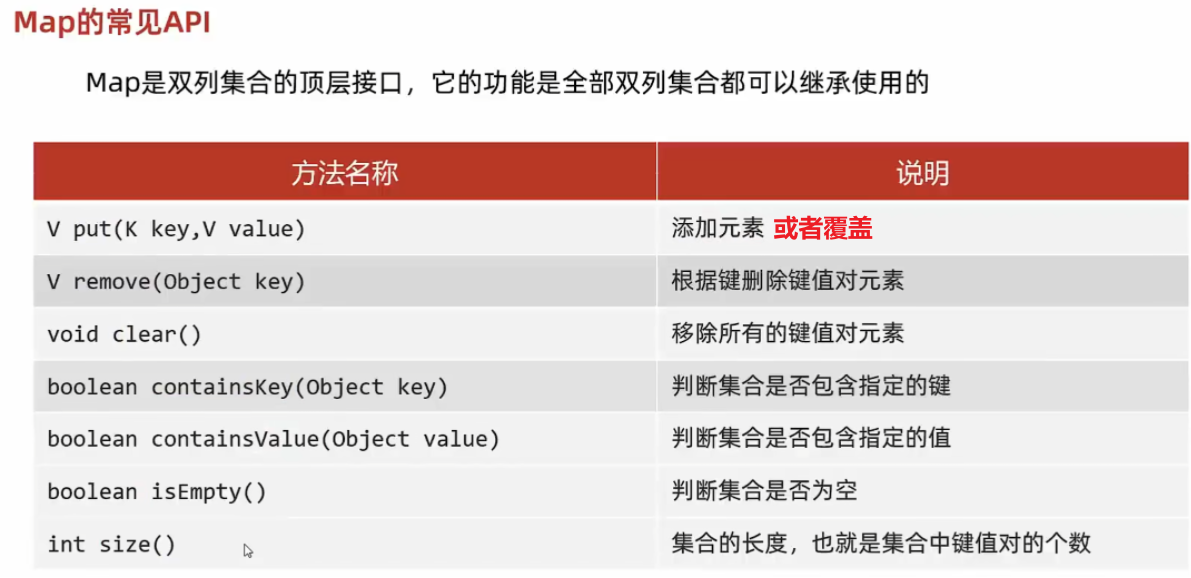 Map的常见API
Map是双列集合的顶层接口，它的功能是全部双列集合都可以继承使用的
方法名称 说明
V put(K key,V value) 添加元素 或者覆盖
V remove(Object key) 根据键删除键值对元素
void clear() 移除所有的键值对元素
boolean containsKey(Object key) 判断集合是否包含指定的键
boolean containsValue(Object value) 判断集合是否包含指定的值
boolean isEmpty() 判断集合是否为空
int size() 集合的长度，也就是集合中键值对的个数